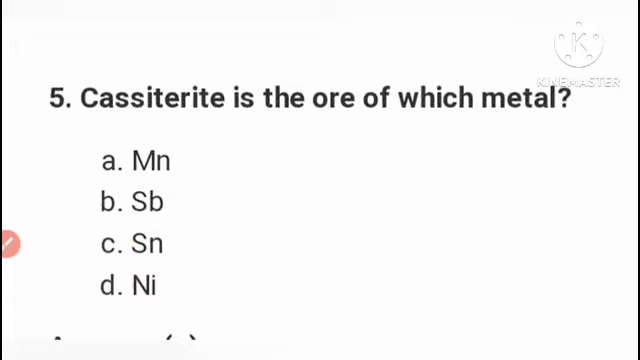 K
KINEMASTER
5. Cassiterite is the ore of which metal?
a. Mn
b. Sb
c. Sn
d. Ni